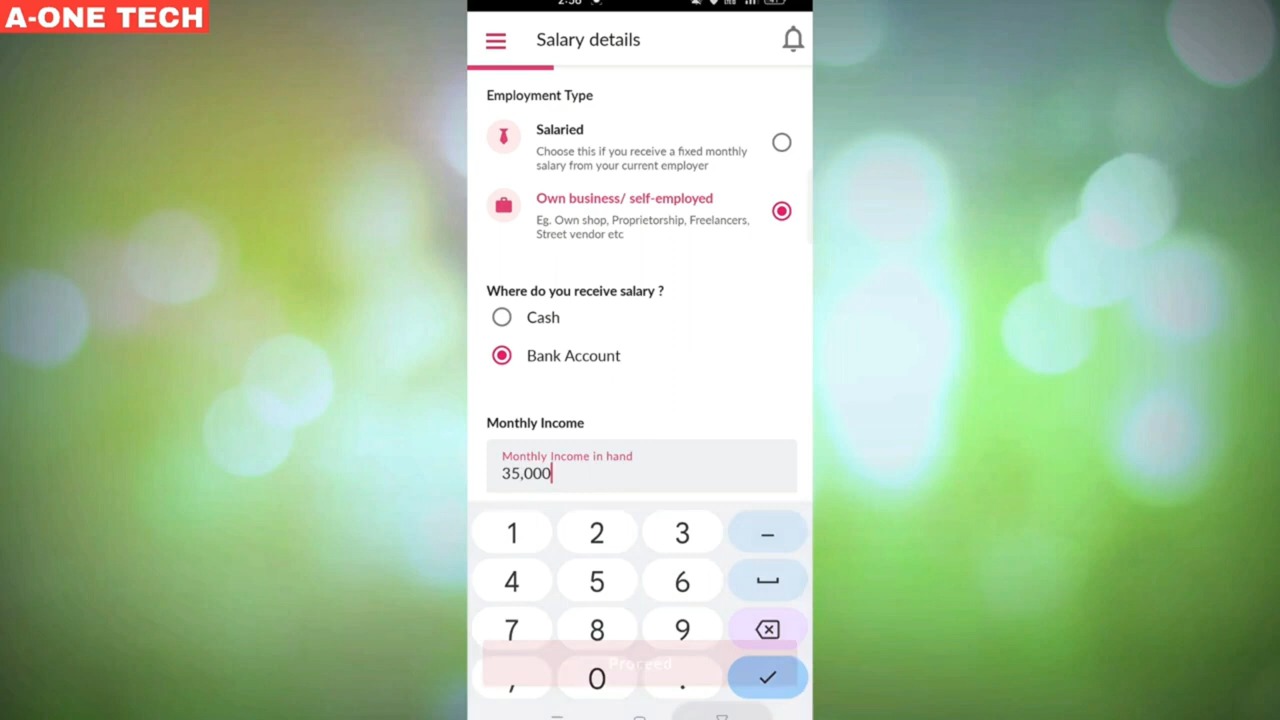 A-ONE TECH
Salary details
Employment Type
Salaried
Choose this if you receive a fixed monthly
salary from your current employer
Own business/ self-employed
Eg. Own shop, Proprietorship, Freelancers,
Street vendor etc
Where do you receive salary ?
Cash
Bank Account
Monthly Income
Monthly Income in hand
35,000
1 2 3 –
4 5 6
7 8 9
Proceed
, 0 .